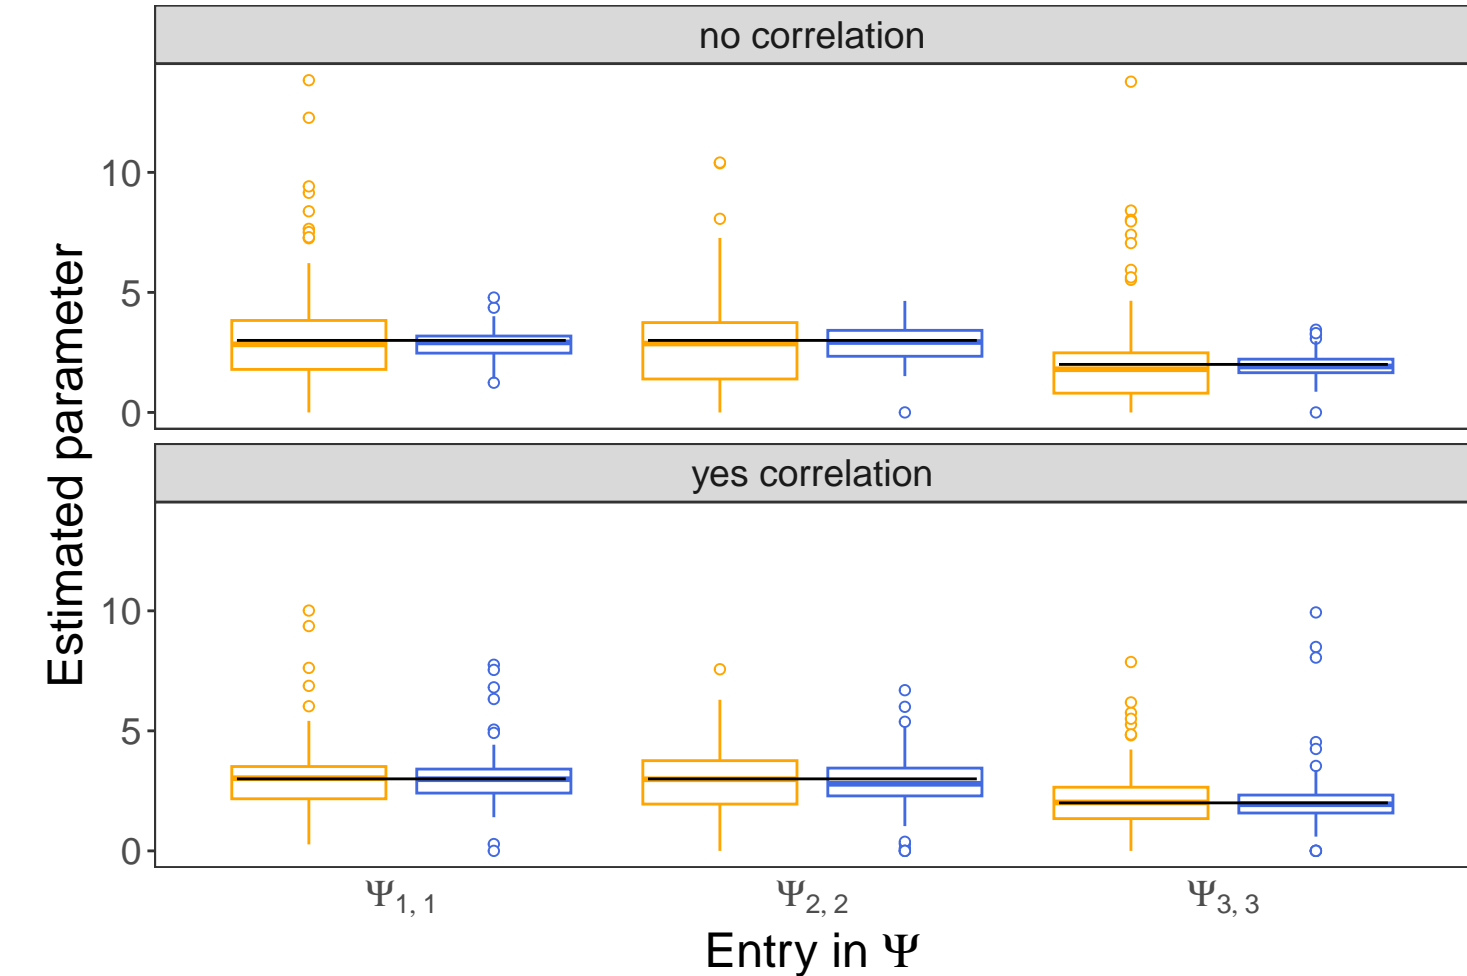 no correlation
10
5
0
Estimated parameter
yes correlation
10
5
0
Ψ1, 1 Ψ2, 2 Ψ3, 3
Entry in Ψ